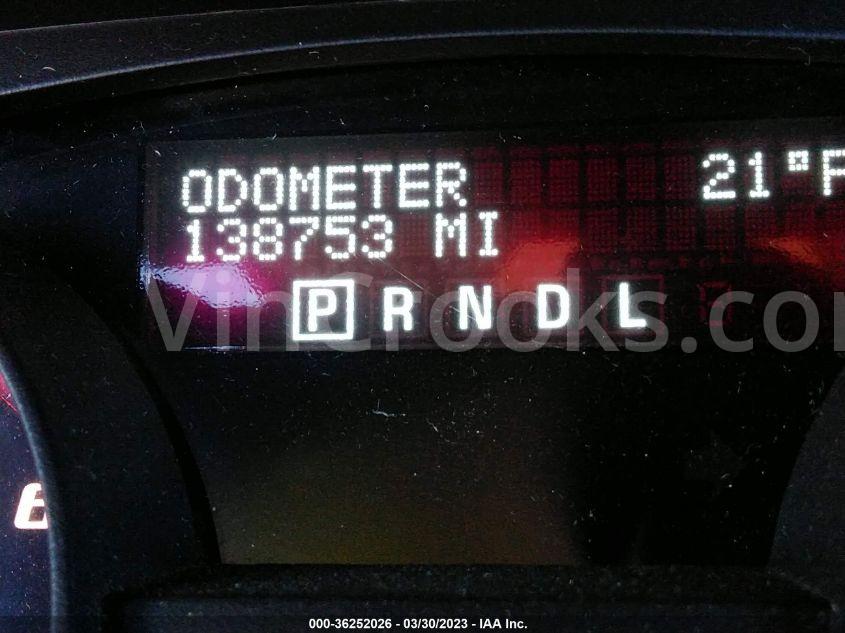 ODOMETER 21°F
138753 MI
P R N D L
VinCrooks.com
E
000-36252026 - 03/30/2023 - IAA Inc.